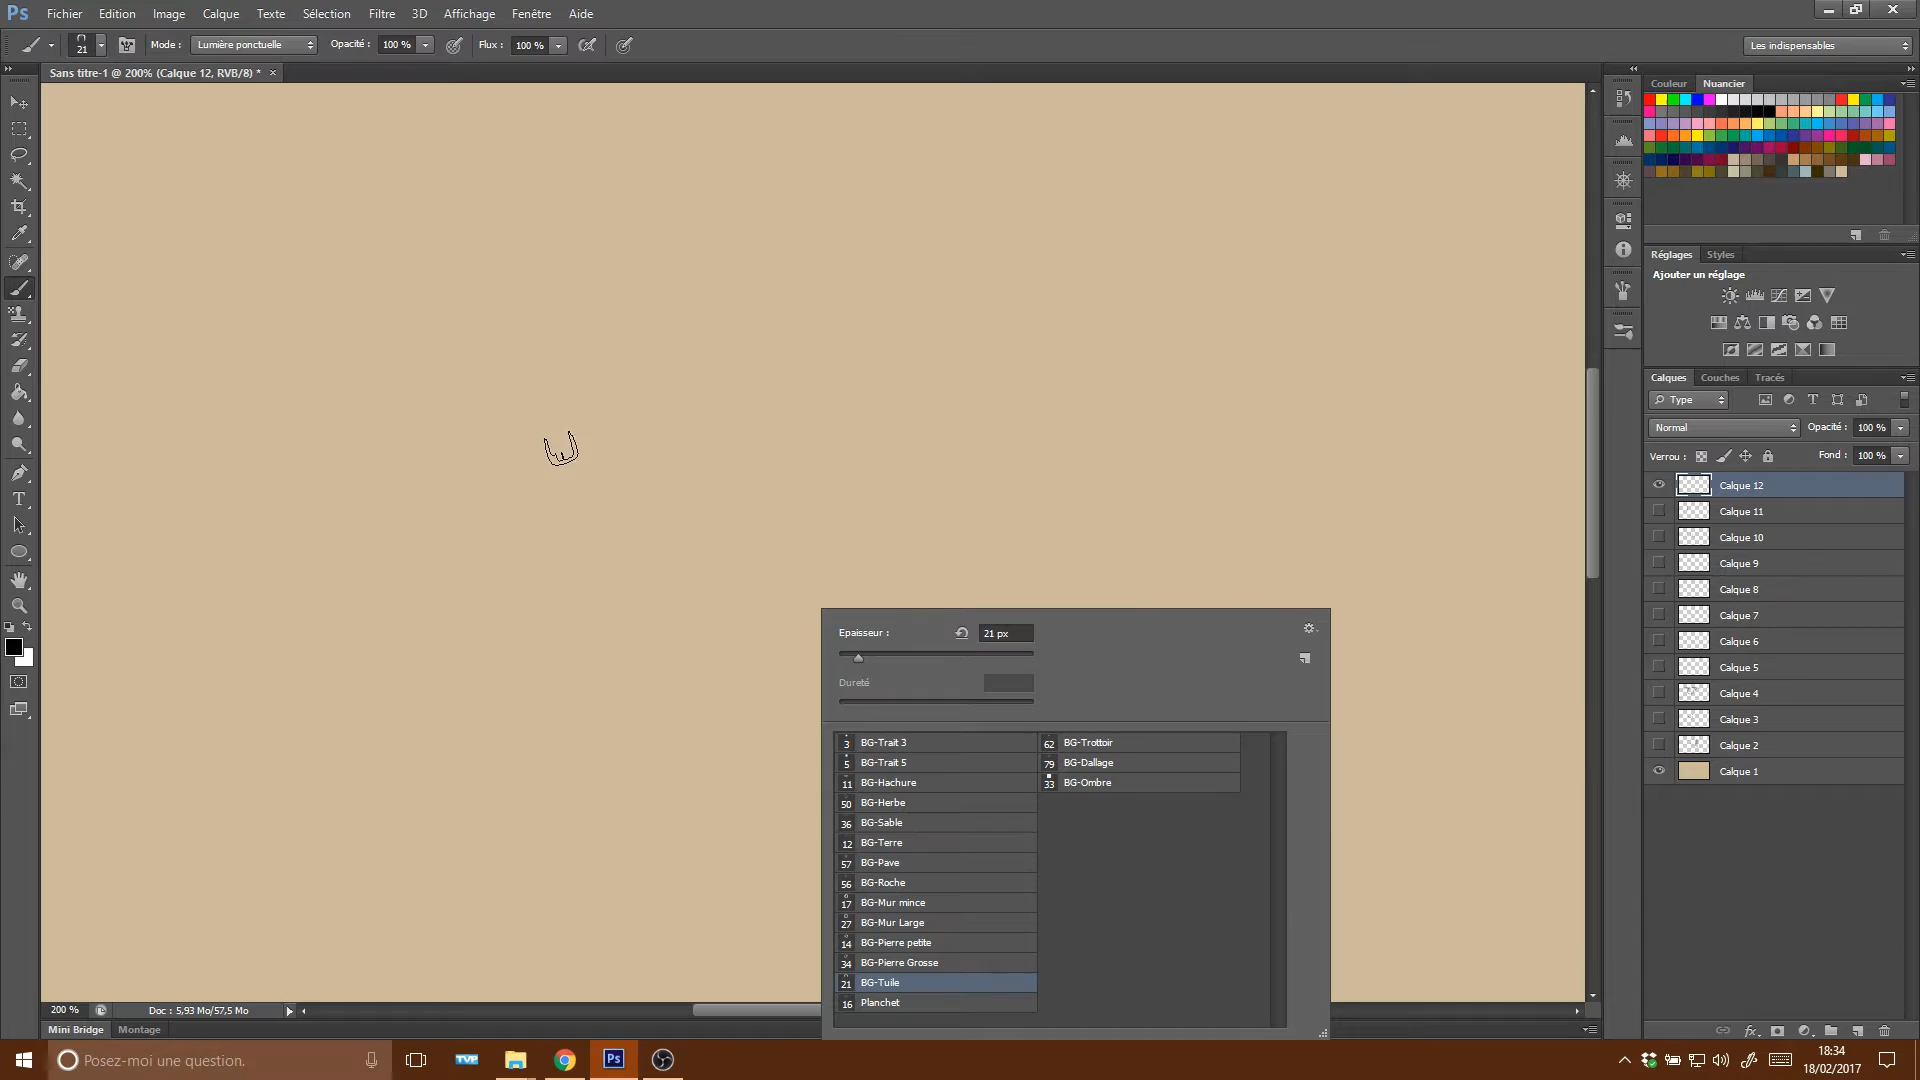 Ps Fichier Edition Image Calque Texte Sélection Filtre 3D Affichage Fenêtre Aide
21 Mode : Lumière ponctuelle Opacité : 100 % Flux : 100 % Les indispensables
Sans titre-1 @ 200% (Calque 12, RVB/8) * ×
Couleur Nuancier
Réglages Styles
Ajouter un réglage
Calques Couches Tracés
Type
Normal Opacité : 100 %
Verrou : Fond : 100 %
Calque 12
Calque 11
Calque 10
Calque 9
Calque 8
Calque 7
Calque 6
Calque 5
Calque 4
Calque 3
Calque 2
Calque 1
Epaisseur : 21 px
Dureté
3 BG-Trait 3
5 BG-Trait 5
11 BG-Hachure
50 BG-Herbe
36 BG-Sable
12 BG-Terre
57 BG-Pave
56 BG-Roche
17 BG-Mur mince
27 BG-Mur Large
14 BG-Pierre petite
34 BG-Pierre Grosse
21 BG-Tuile
16 Planchet
62 BG-Trottoir
79 BG-Dallage
33 BG-Ombre
200 % Doc : 5,93 Mo/57,5 Mo
Mini Bridge Montage
Posez-moi une question. TVP Ps
18:34
18/02/2017